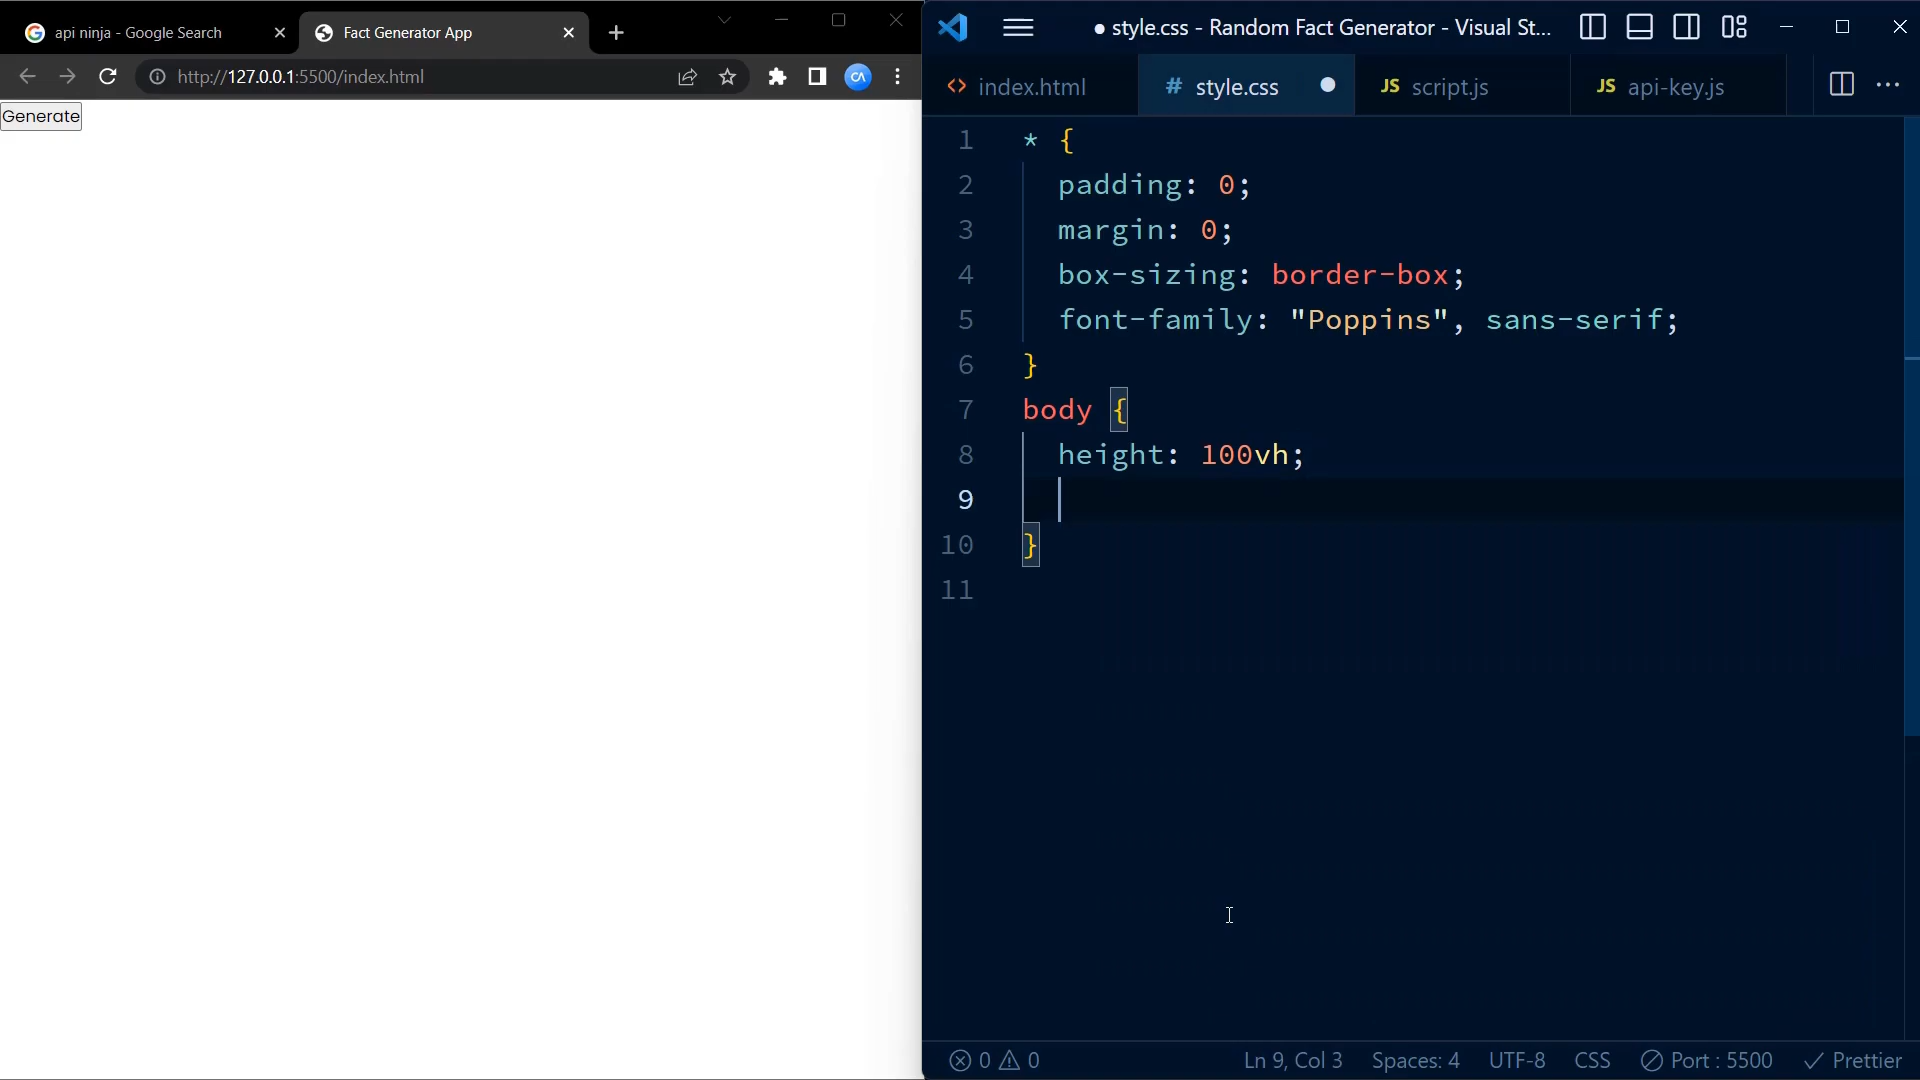 api ninja - Google Search
Fact Generator App
http://127.0.0.1:5500/index.html
CA
Generate
● style.css - Random Fact Generator - Visual St...
<> index.html
# style.css
JS script.js
JS api-key.js
1 * {
2 padding: 0;
3 margin: 0;
4 box-sizing: border-box;
5 font-family: "Poppins", sans-serif;
6 }
7 body {
8 height: 100vh;
9
10 }
11
0 0
Ln 9, Col 3
Spaces: 4
UTF-8
CSS
Port : 5500
Prettier